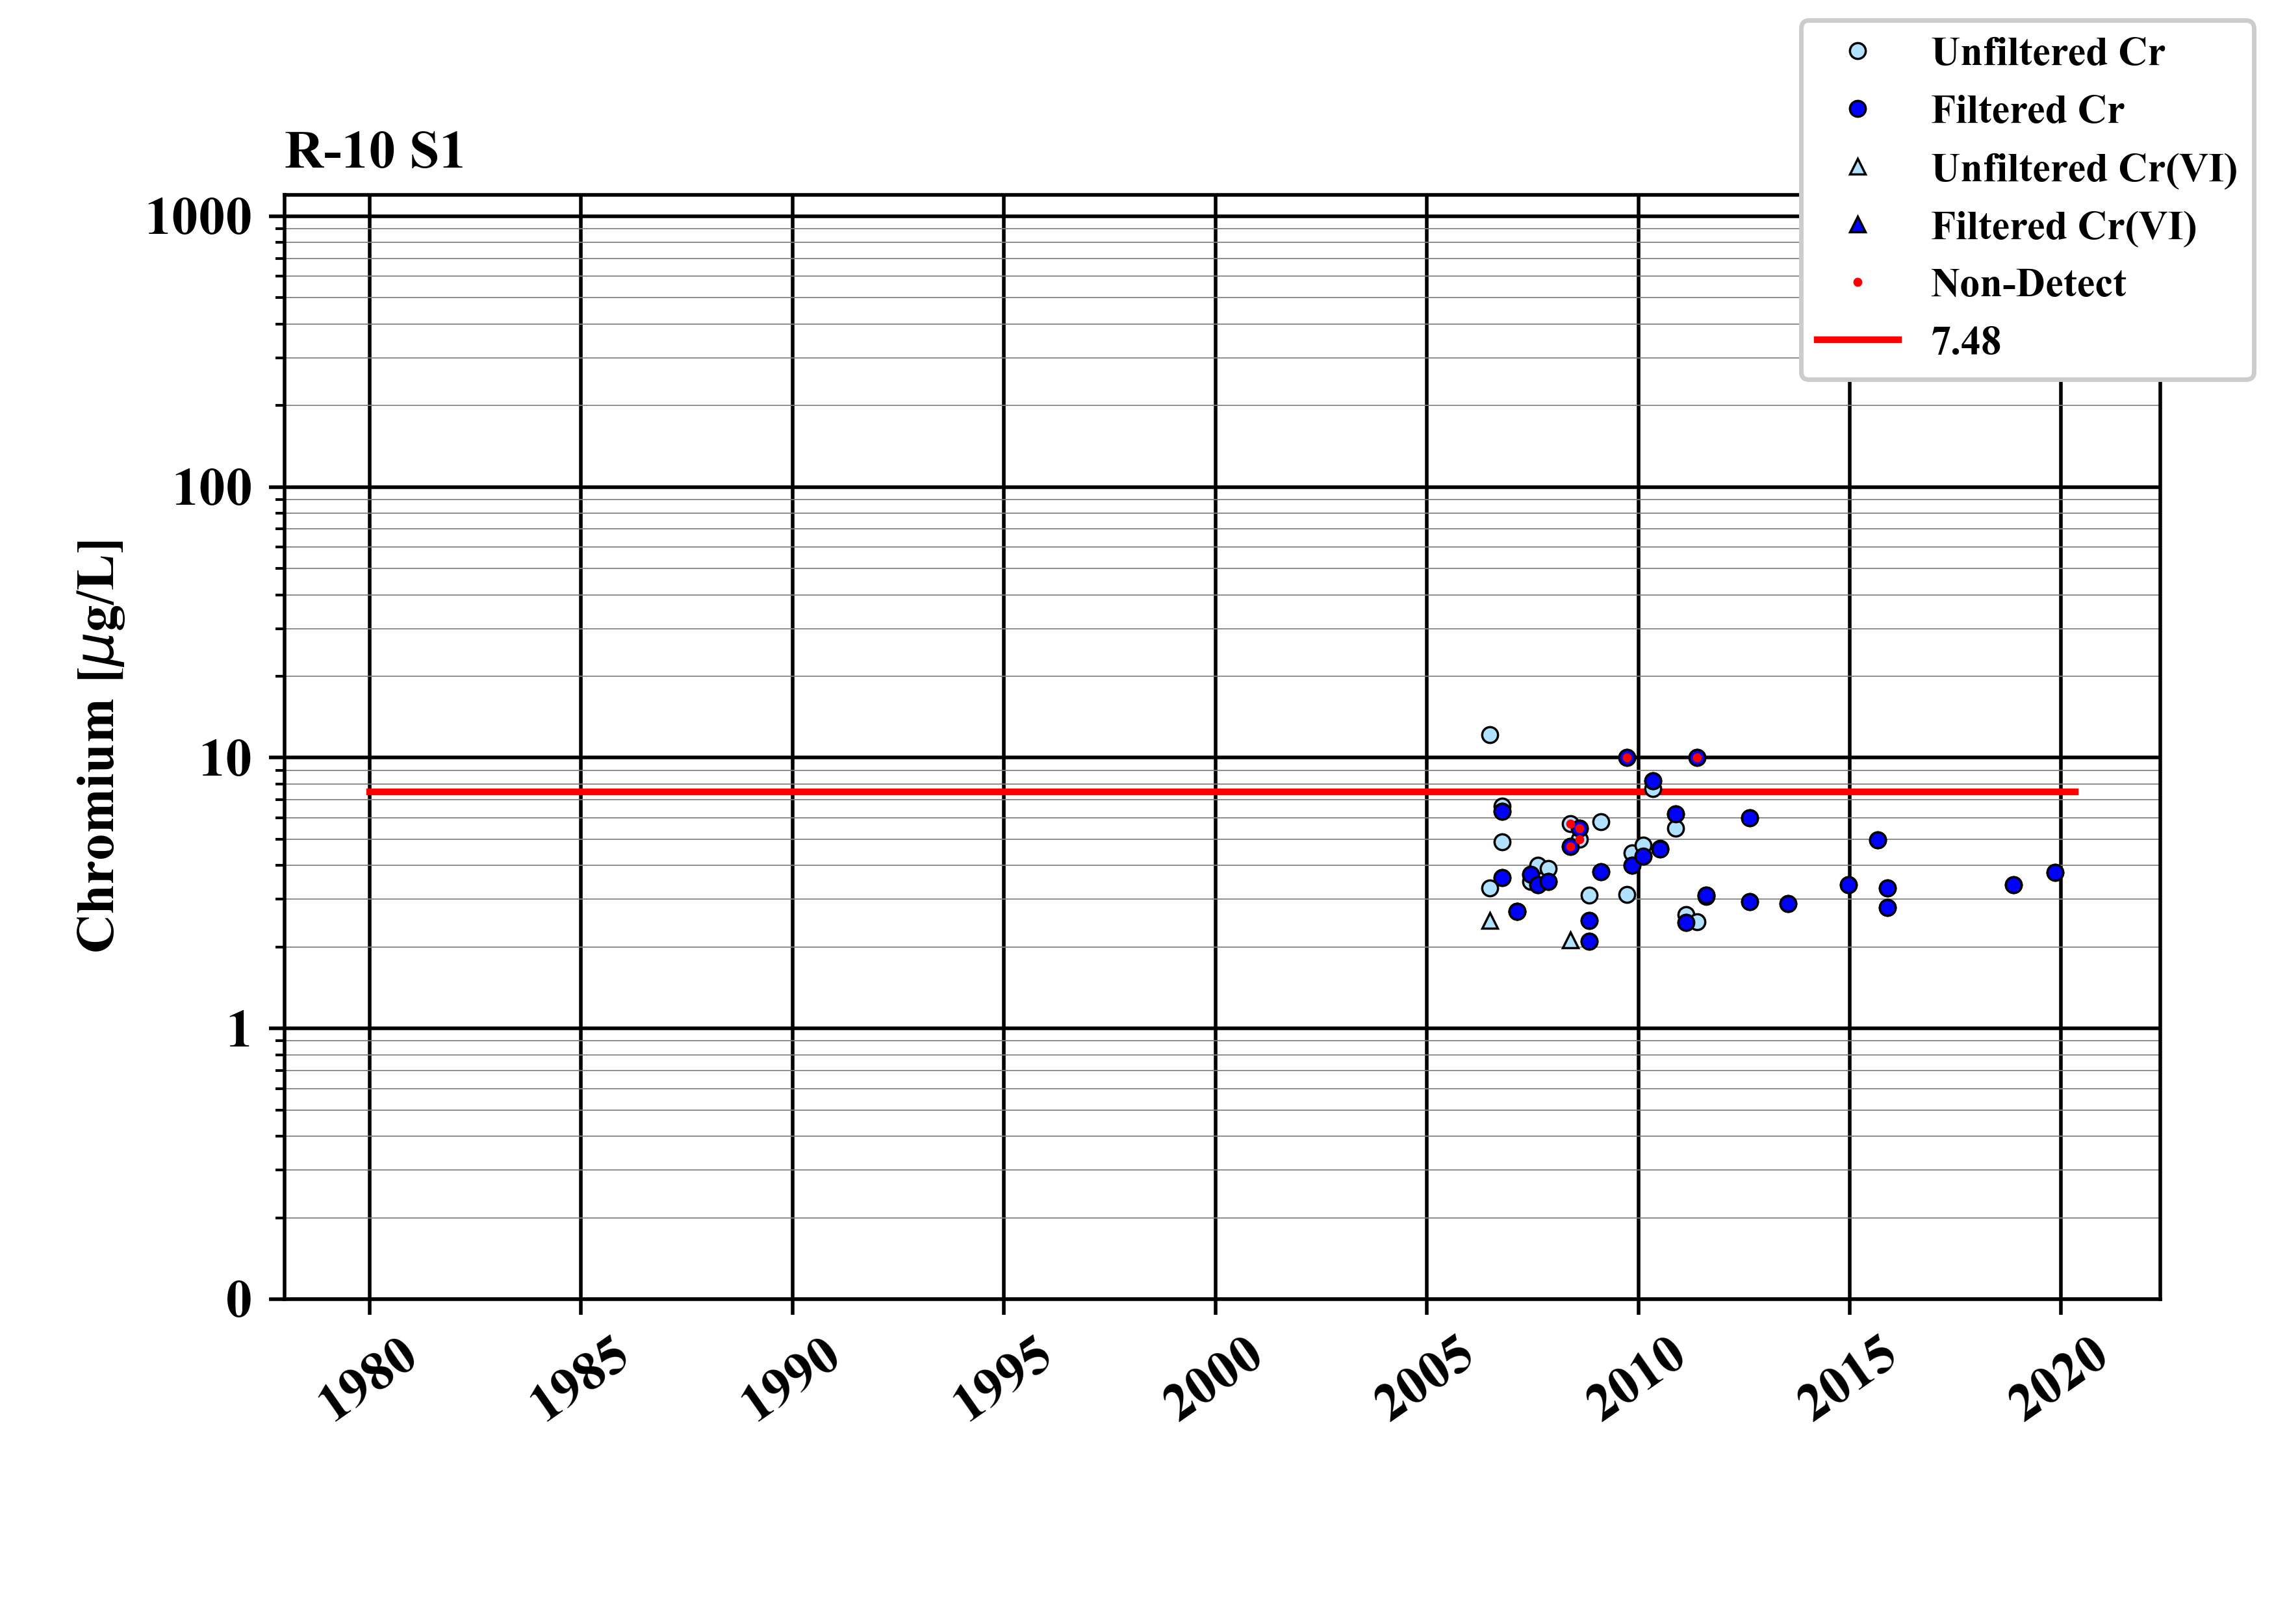 Unfiltered Cr
Filtered Cr
Unfiltered Cr(VI)
Filtered Cr(VI)
Non-Detect
7.48
R-10 S1
1000
100
10
1
0
Chromium [μg/L]
1980
1985
1990
1995
2000
2005
2010
2015
2020